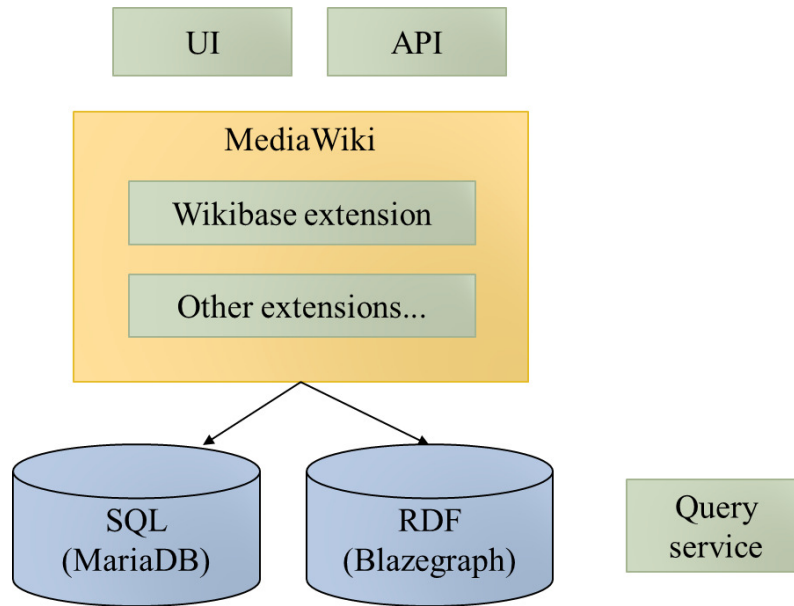 UI
API
MediaWiki
Wikibase extension
Other extensions...
SQL
(MariaDB)
RDF
(Blazegraph)
Query
service